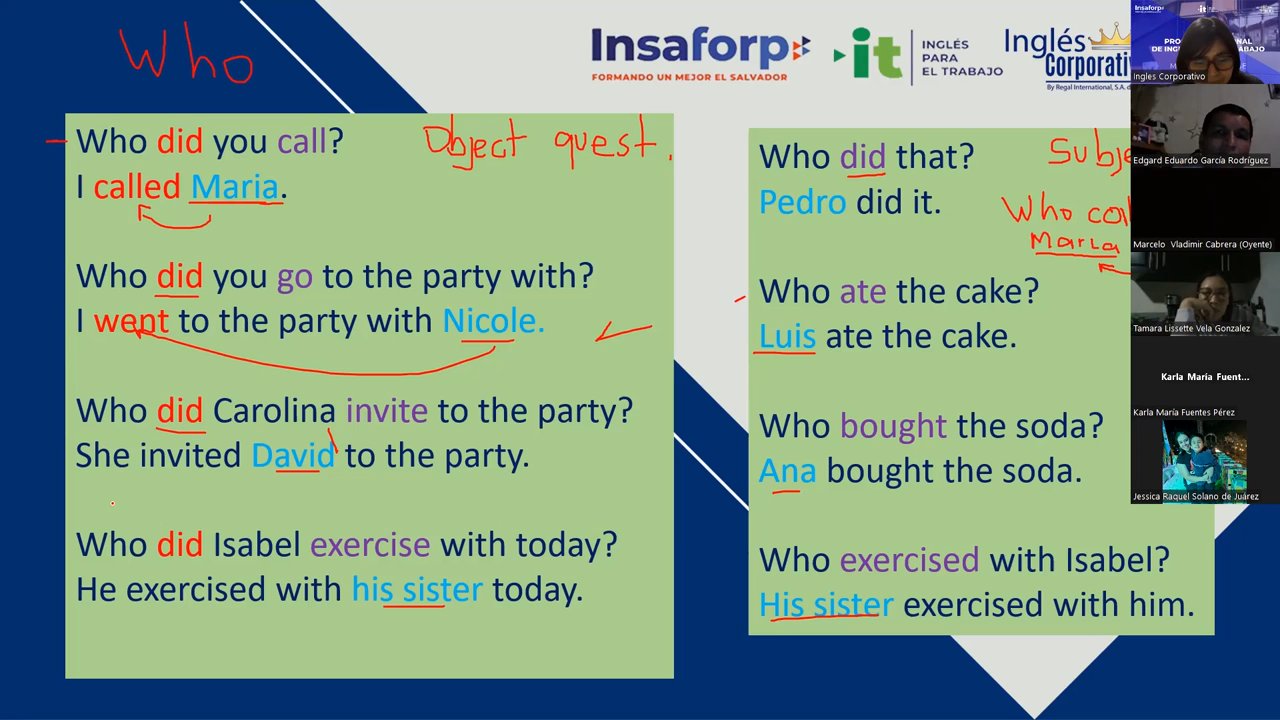 Who
Insaforp
FORMANDO UN MEJOR EL SALVADOR
it
INGLÉS
PARA
EL TRABAJO
Inglés
Corporativ
By Regal International, S.A. d
Who did you call?
Object quest.
I called Maria.
Who did you go to the party with?
I went to the party with Nicole.
Who did Carolina invite to the party?
She invited David to the party.
Who did Isabel exercise with today?
He exercised with his sister today.
Who did that?
Subje
Pedro did it.
Who cal
Maria
Who ate the cake?
Luis ate the cake.
Who bought the soda?
Ana bought the soda.
Who exercised with Isabel?
His sister exercised with him.
Insaforp
it
Ingles Corporativo
Edgard Eduardo García Rodríguez
Marcelo Vladimir Cabrera (Oyente)
Tamara Lissette Vela Gonzalez
Karla María Fuent...
Karla María Fuentes Pérez
Jessica Raquel Solano de Juárez